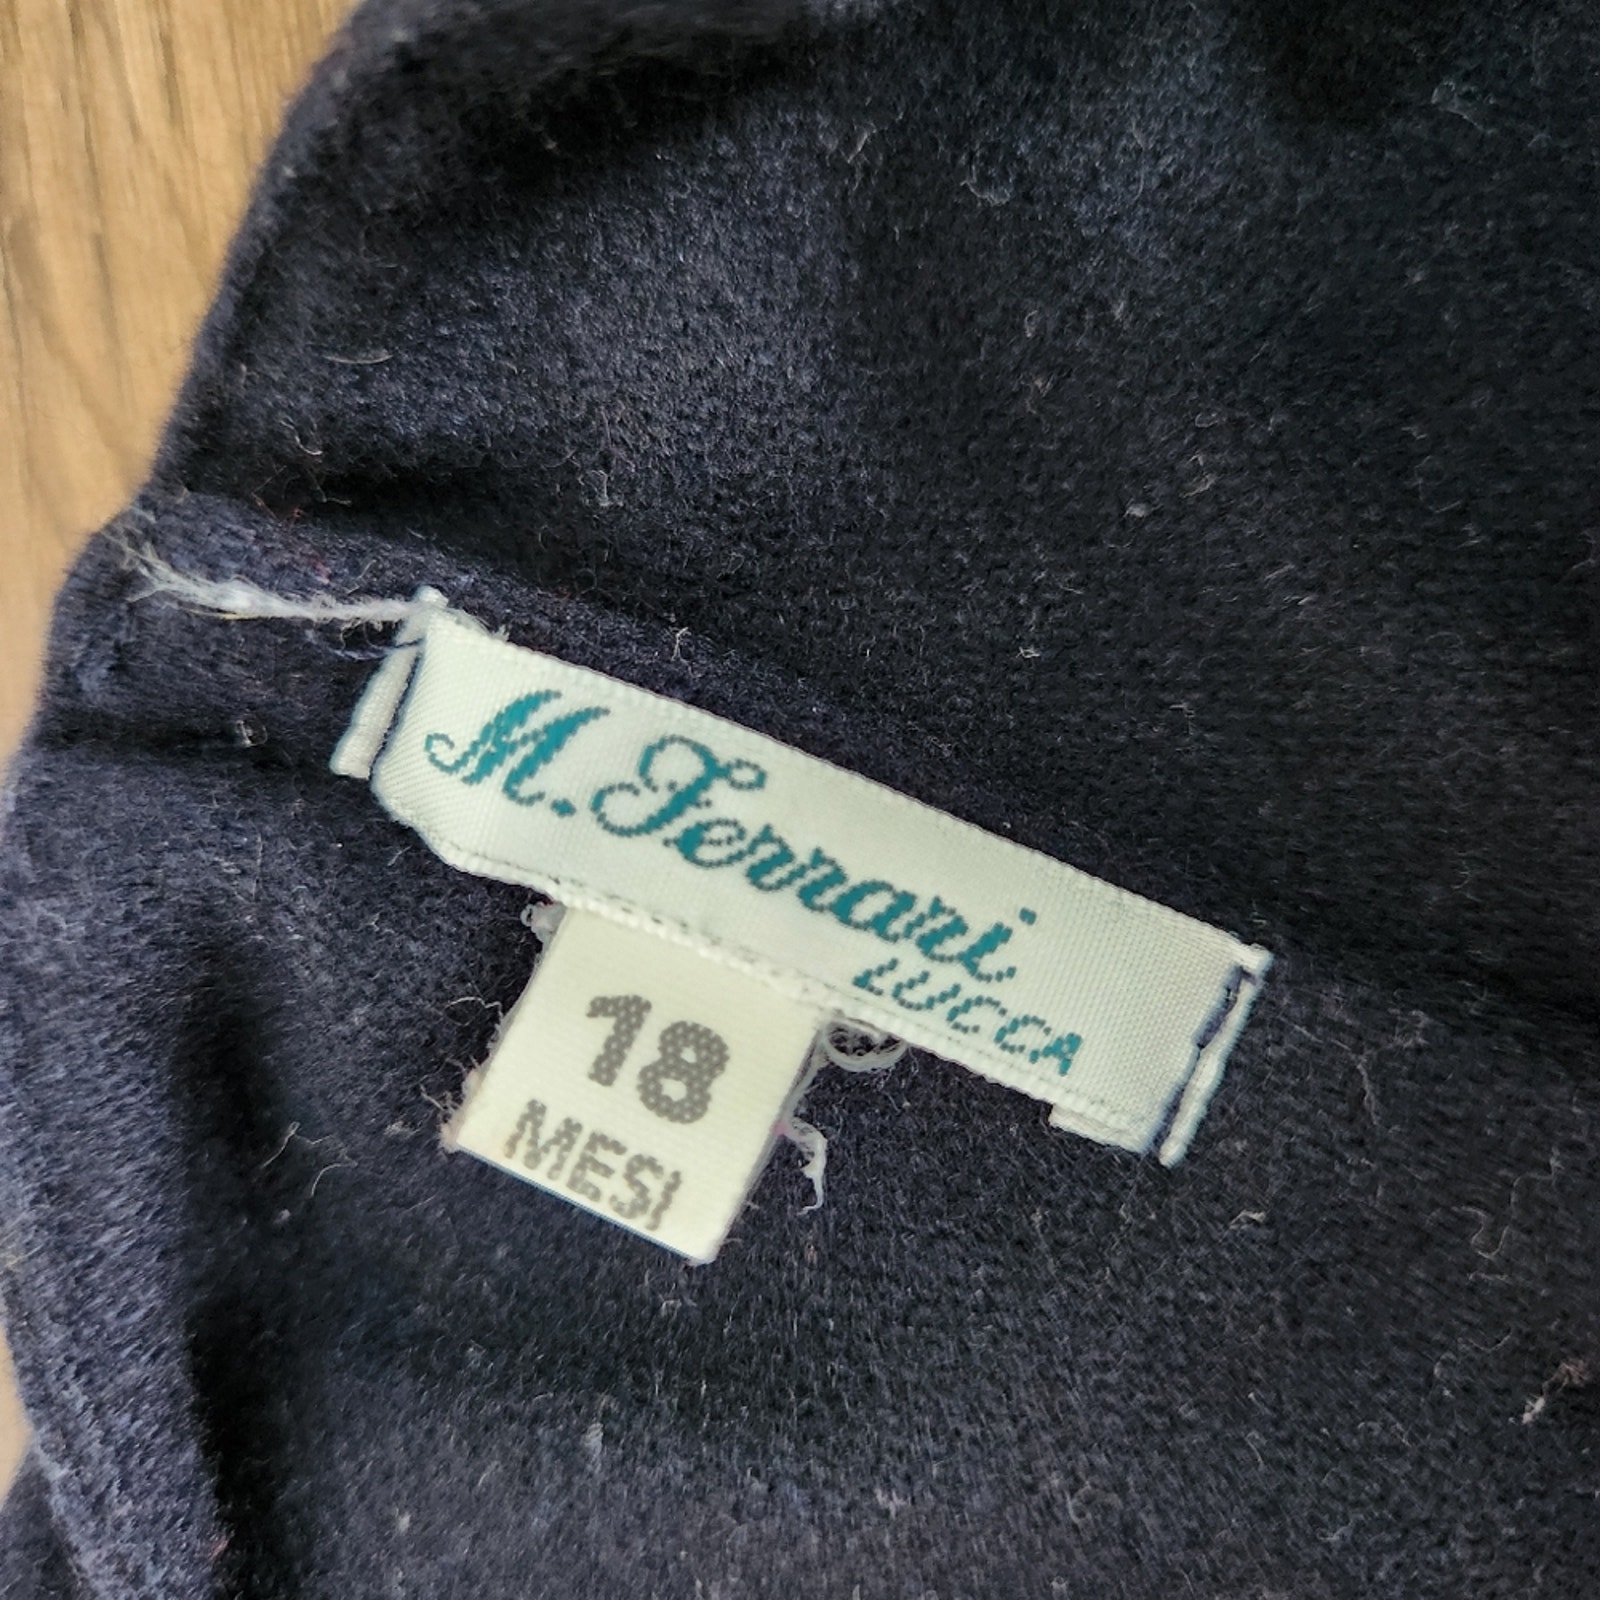 M. Ferrari
LUCCA
18
MESI